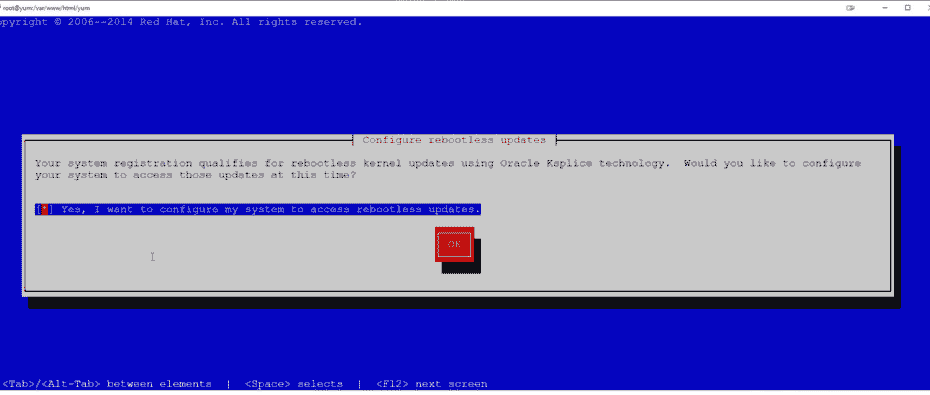 root@yum:/var/www/html/yum
opyright © 2006--2014 Red Hat, Inc. All rights reserved.
Configure rebootless updates
Your system registration qualifies for rebootless kernel updates using Oracle Ksplice technology.  Would you like to configure
your system to access those updates at this time?
[*] Yes, I want to configure my system to access rebootless updates.
OK
<Tab>/<Alt-Tab> between elements  |  <Space> selects  |  <F12> next screen